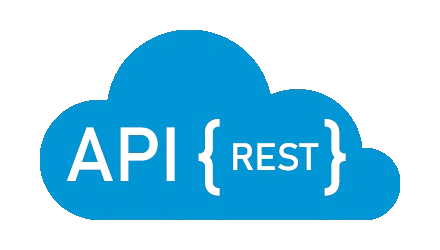 API { REST }